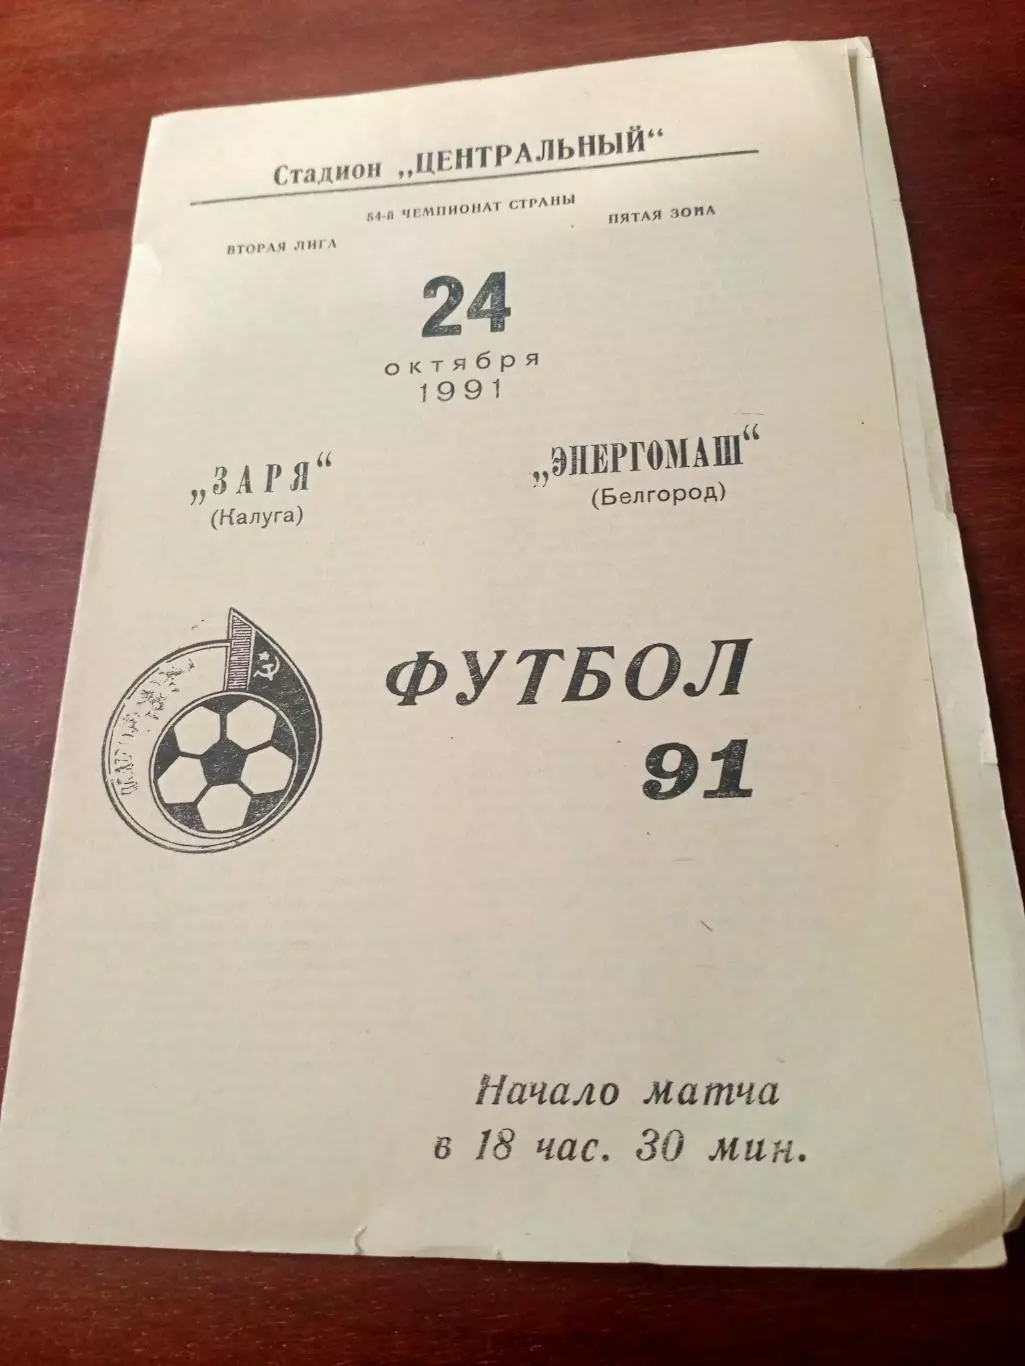 Стадион „ЦЕНТРАЛЬНЫЙ“
54-й ЧЕМПИОНАТ СТРАНЫ
ВТОРАЯ ЛИГА
ПЯТАЯ ЗОНА
24
октября
1991
„ЗАРЯ“
(Калуга)
„ЭНЕРГОМАШ“
(Белгород)
ФУТБОЛ
91
Начало матча
в 18 час. 30 мин.